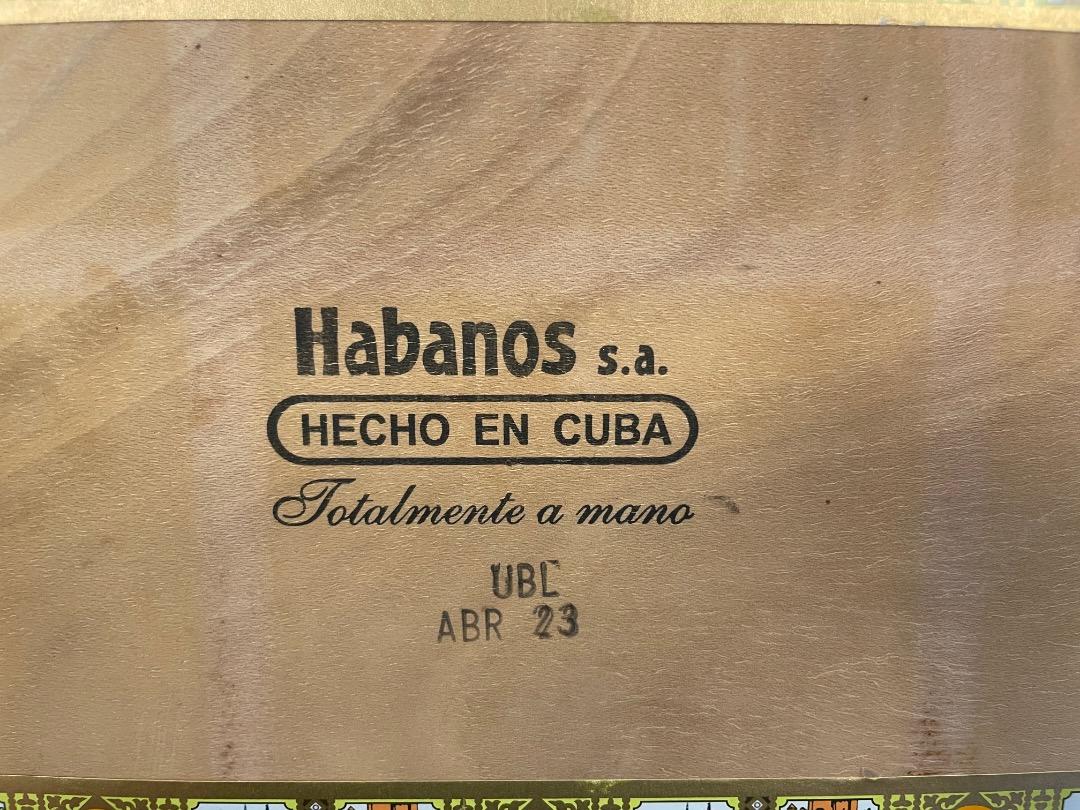 Habanos s.a.
HECHO EN CUBA
Totalmente a mano
UBL
ABR 23